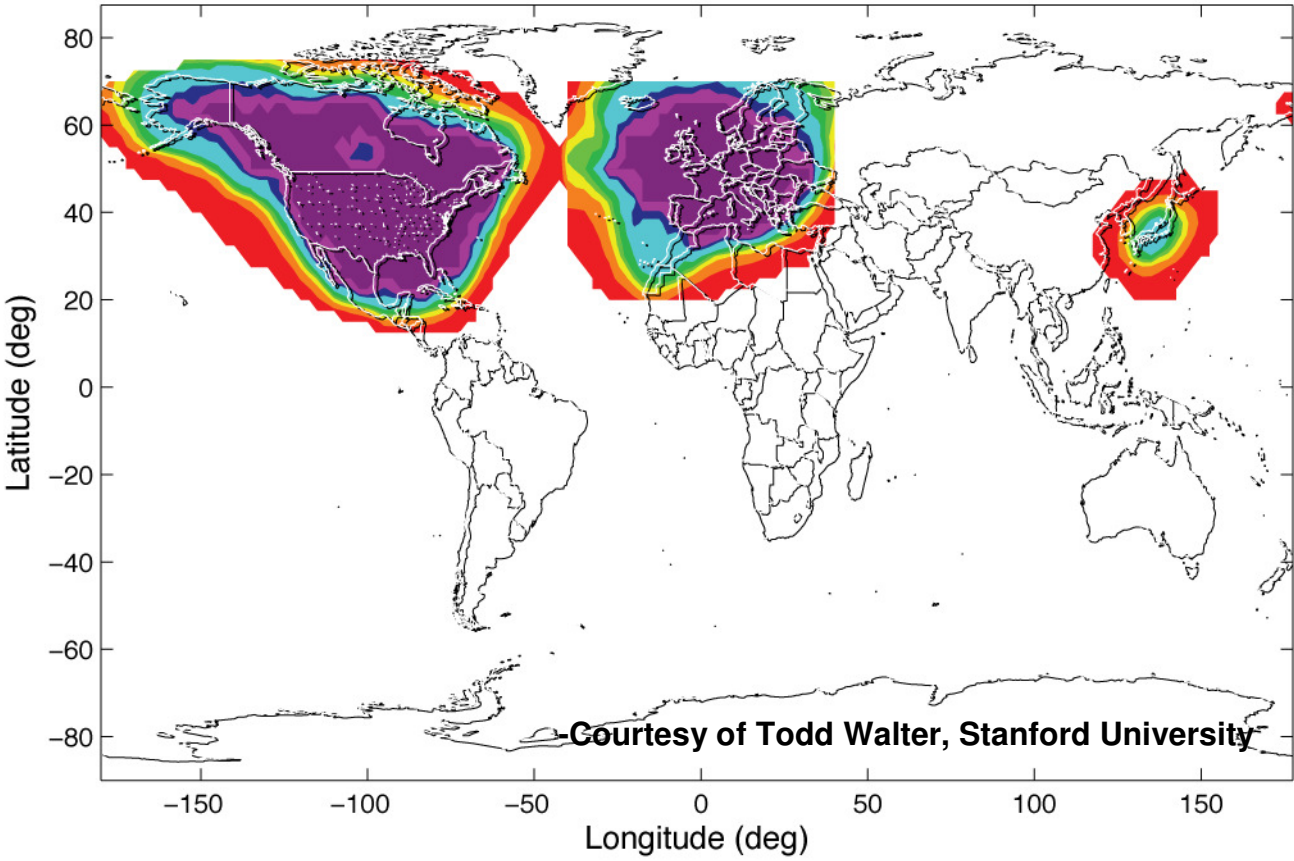 80
60
40
20
0
−20
−40
−60
−80
Latitude (deg)
-Courtesy of Todd Walter, Stanford University
−150 −100 −50 0 50 100 150
Longitude (deg)